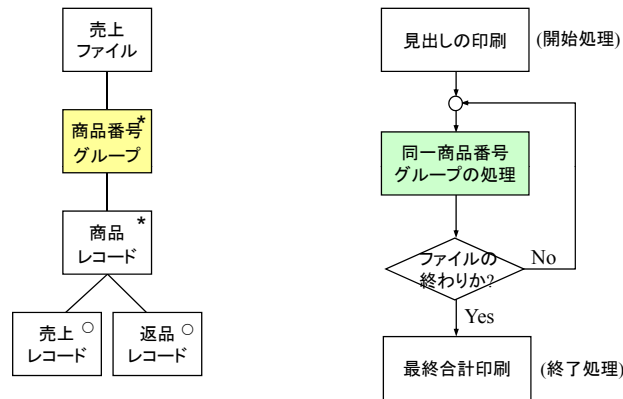 売上
ファイル
商品番号*
グループ
商品*
レコード
売上○
レコード
返品○
レコード
見出しの印刷
(開始処理)
同一商品番号
グループの処理
ファイルの
終わりか?
No
Yes
最終合計印刷
(終了処理)